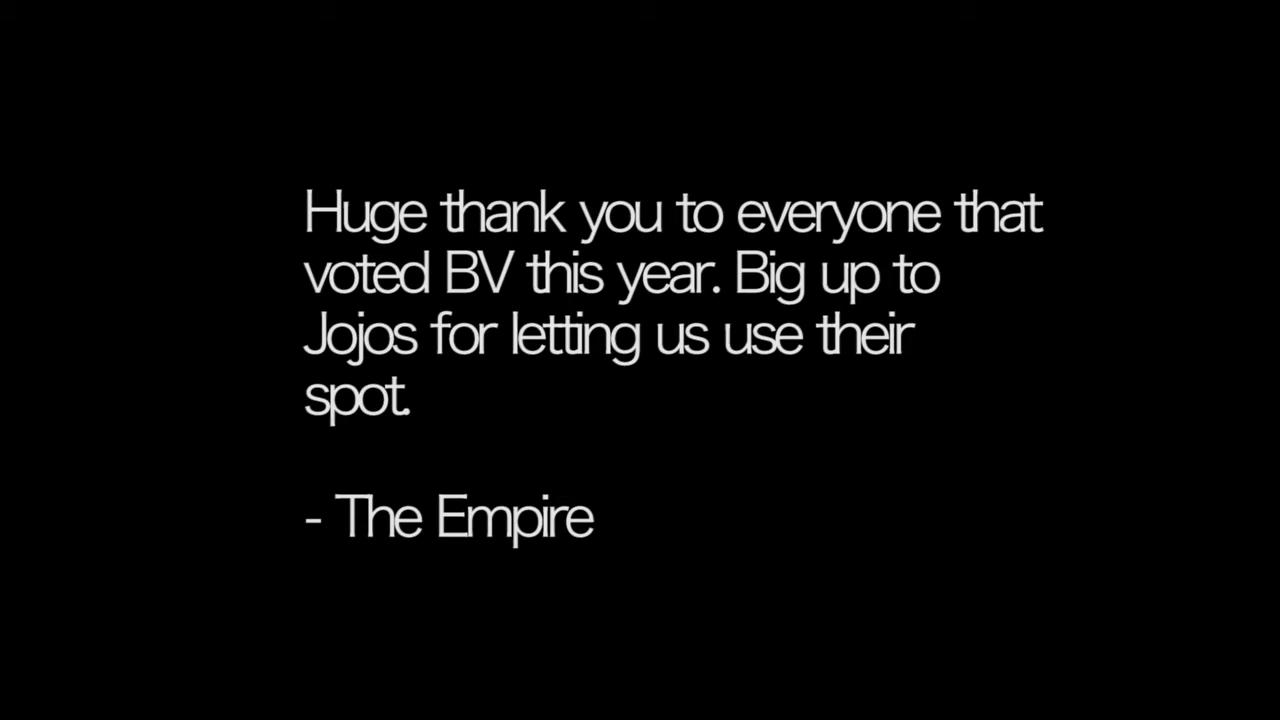 Huge thank you to everyone that
voted BV this year. Big up to
Jojos for letting us use their
spot.
- The Empire